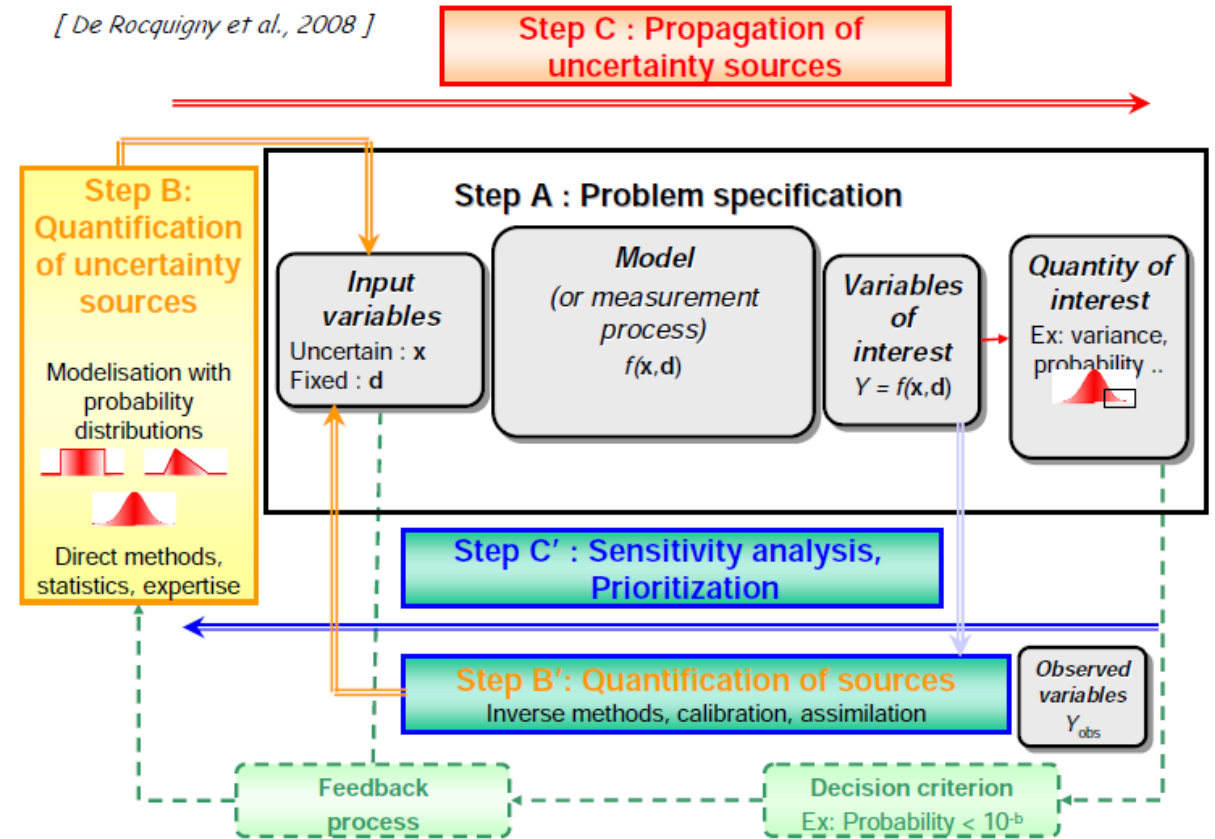 [ De Rocquigny et al., 2008 ]
Step C : Propagation of
uncertainty sources
Step B:
Quantification
of uncertainty
sources
Modelisation with
probability
distributions
Direct methods,
statistics, expertise
Step A : Problem specification
Input
variables
Uncertain : x
Fixed : d
Model
(or measurement
process)
f(x,d)
Variables
of
interest
Y = f(x,d)
Quantity of
interest
Ex: variance,
probability ..
Step C′ : Sensitivity analysis,
Prioritization
Step B′: Quantification of sources
Inverse methods, calibration, assimilation
Observed
variables
Yobs
Feedback
process
Decision criterion
Ex: Probability < 10-b